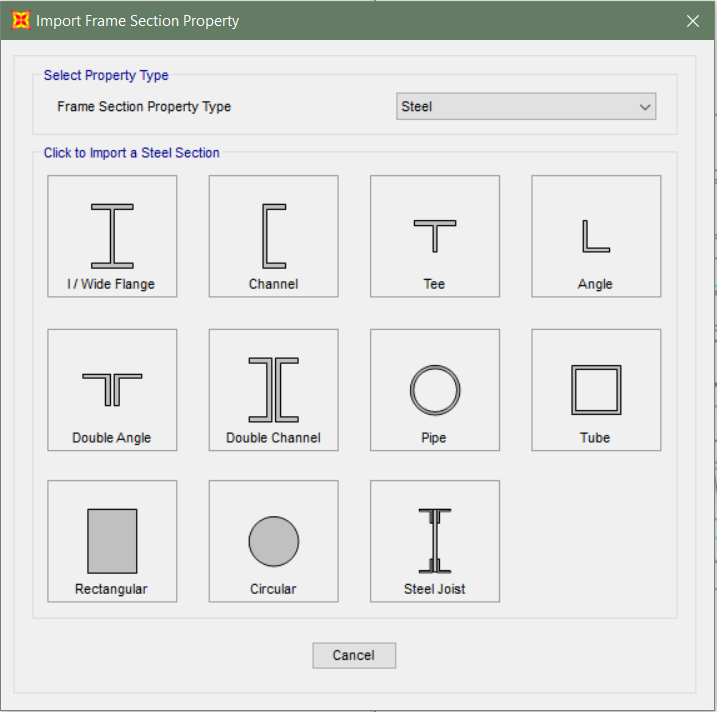 Import Frame Section Property
Select Property Type
Frame Section Property Type
Steel
Click to Import a Steel Section
I / Wide Flange
Channel
Tee
Angle
Double Angle
Double Channel
Pipe
Tube
Rectangular
Circular
Steel Joist
Cancel